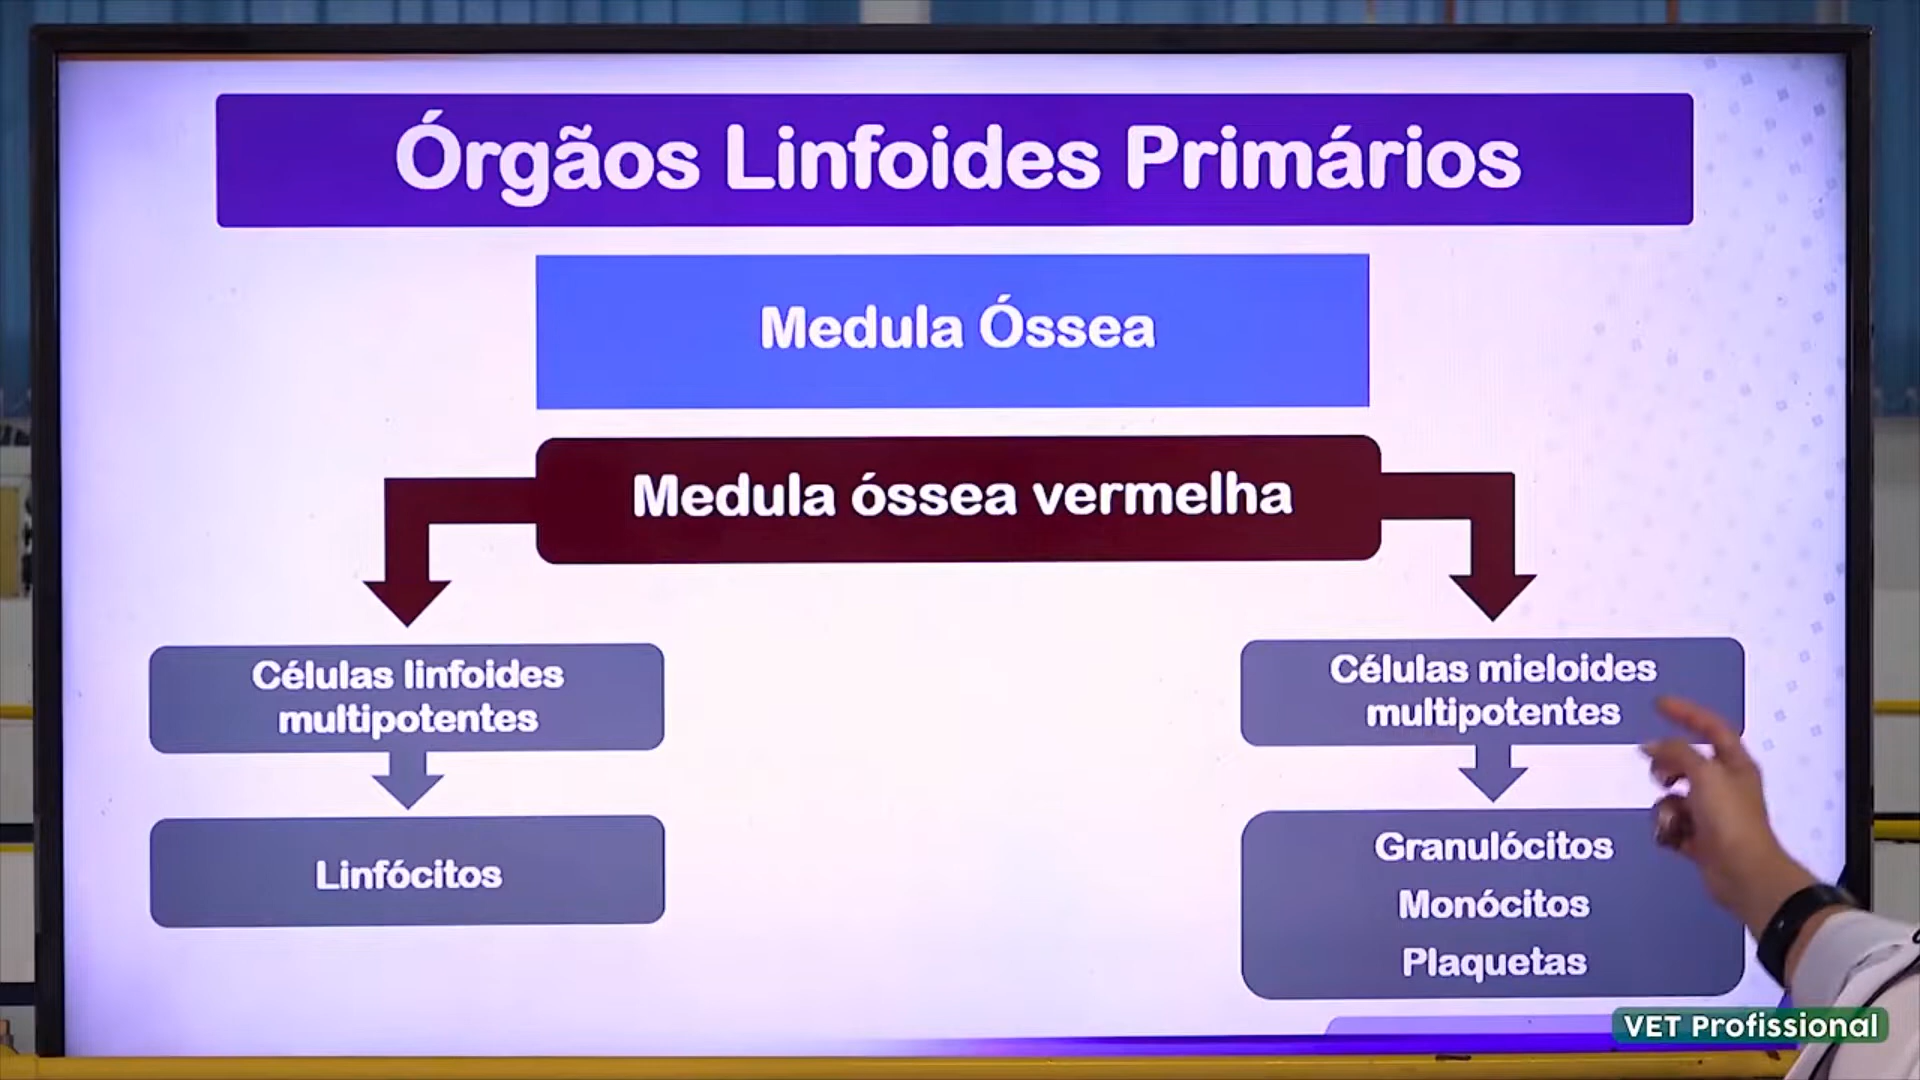 Órgãos Linfoides Primários
Medula Óssea
Medula óssea vermelha
Células linfoides
multipotentes
Linfócitos
Células mieloides
multipotentes
Granulócitos
Monócitos
Plaquetas
VET Profissional